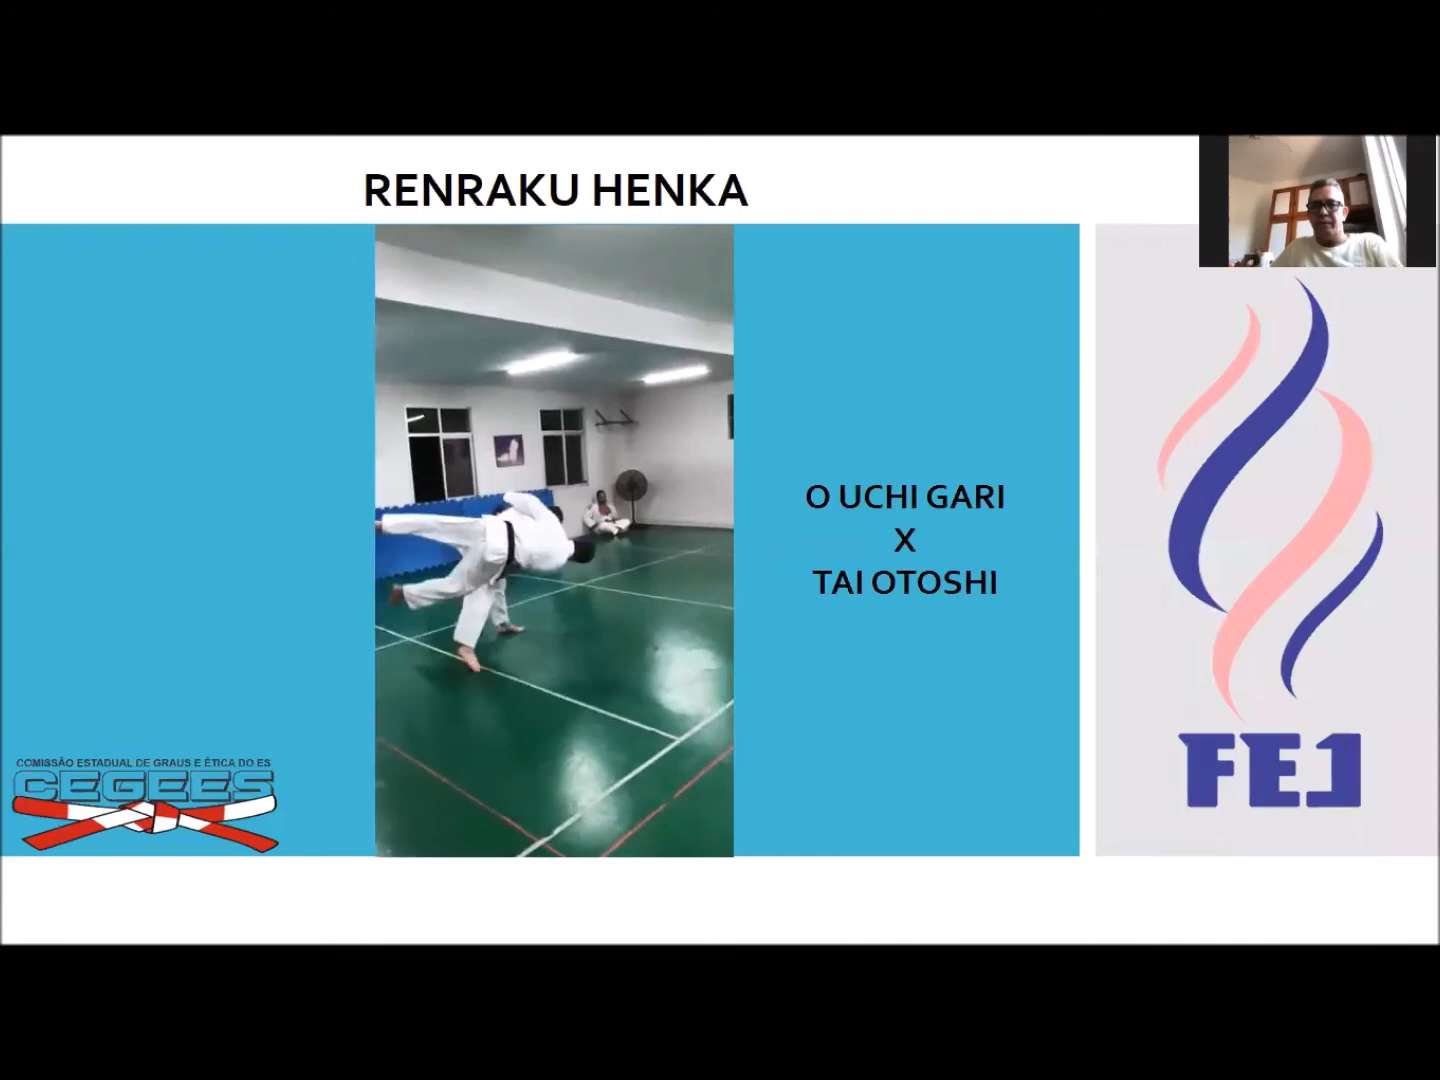 RENRAKU HENKA
O UCHI GARI
X
TAI OTOSHI
COMISSÃO ESTADUAL DE GRAUS E ÉTICA DO ES
CEGEES
FEJ